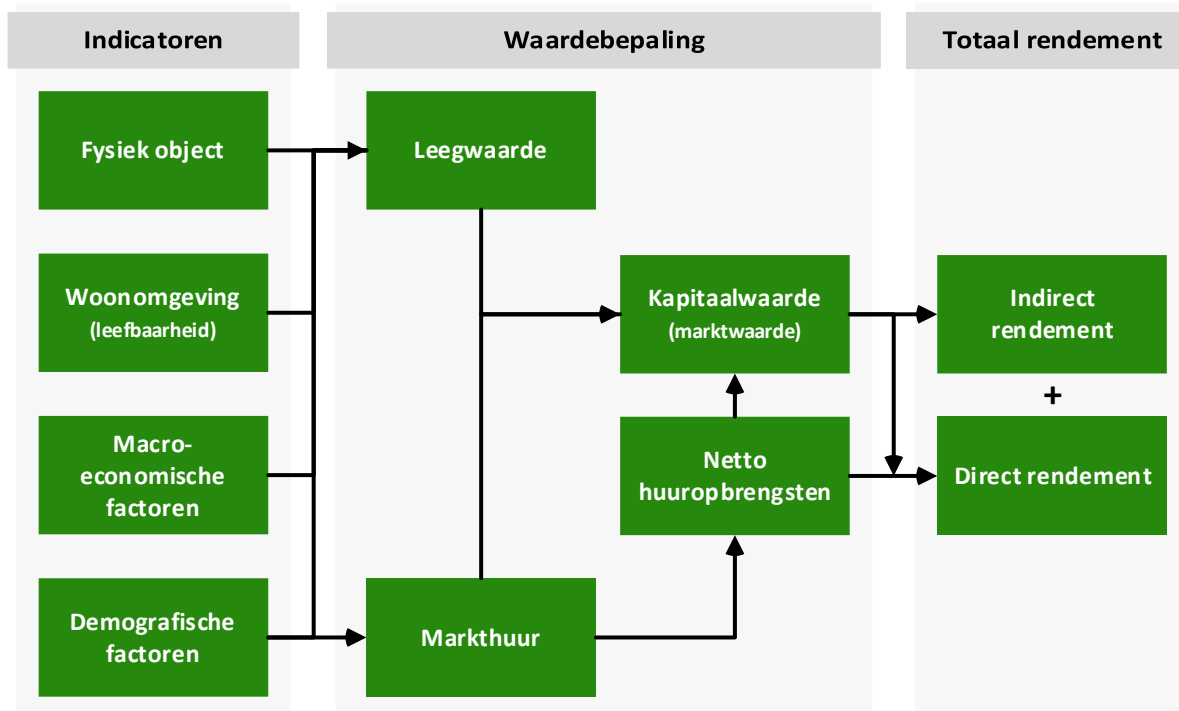 Indicatoren
Waardebepaling
Totaal rendement
Fysiek object
Leegwaarde
Woonomgeving
(leefbaarheid)
Kapitaalwaarde
(marktwaarde)
Indirect
rendement
+
Macro-
economische
factoren
Netto
huuropbrengsten
Direct rendement
Demografische
factoren
Markthuur